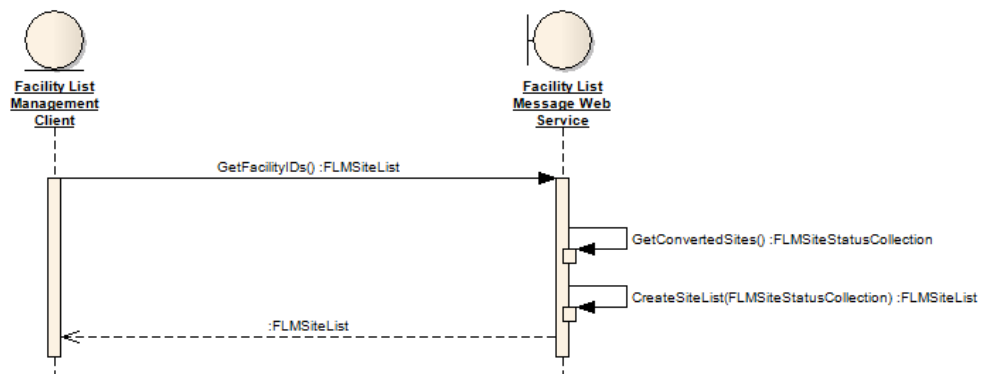 Facility List
Management
Client
Facility List
Message Web
Service
GetFacilityIDs() :FLMSiteList
GetConvertedSites() :FLMSiteStatusCollection
CreateSiteList(FLMSiteStatusCollection) :FLMSiteList
:FLMSiteList